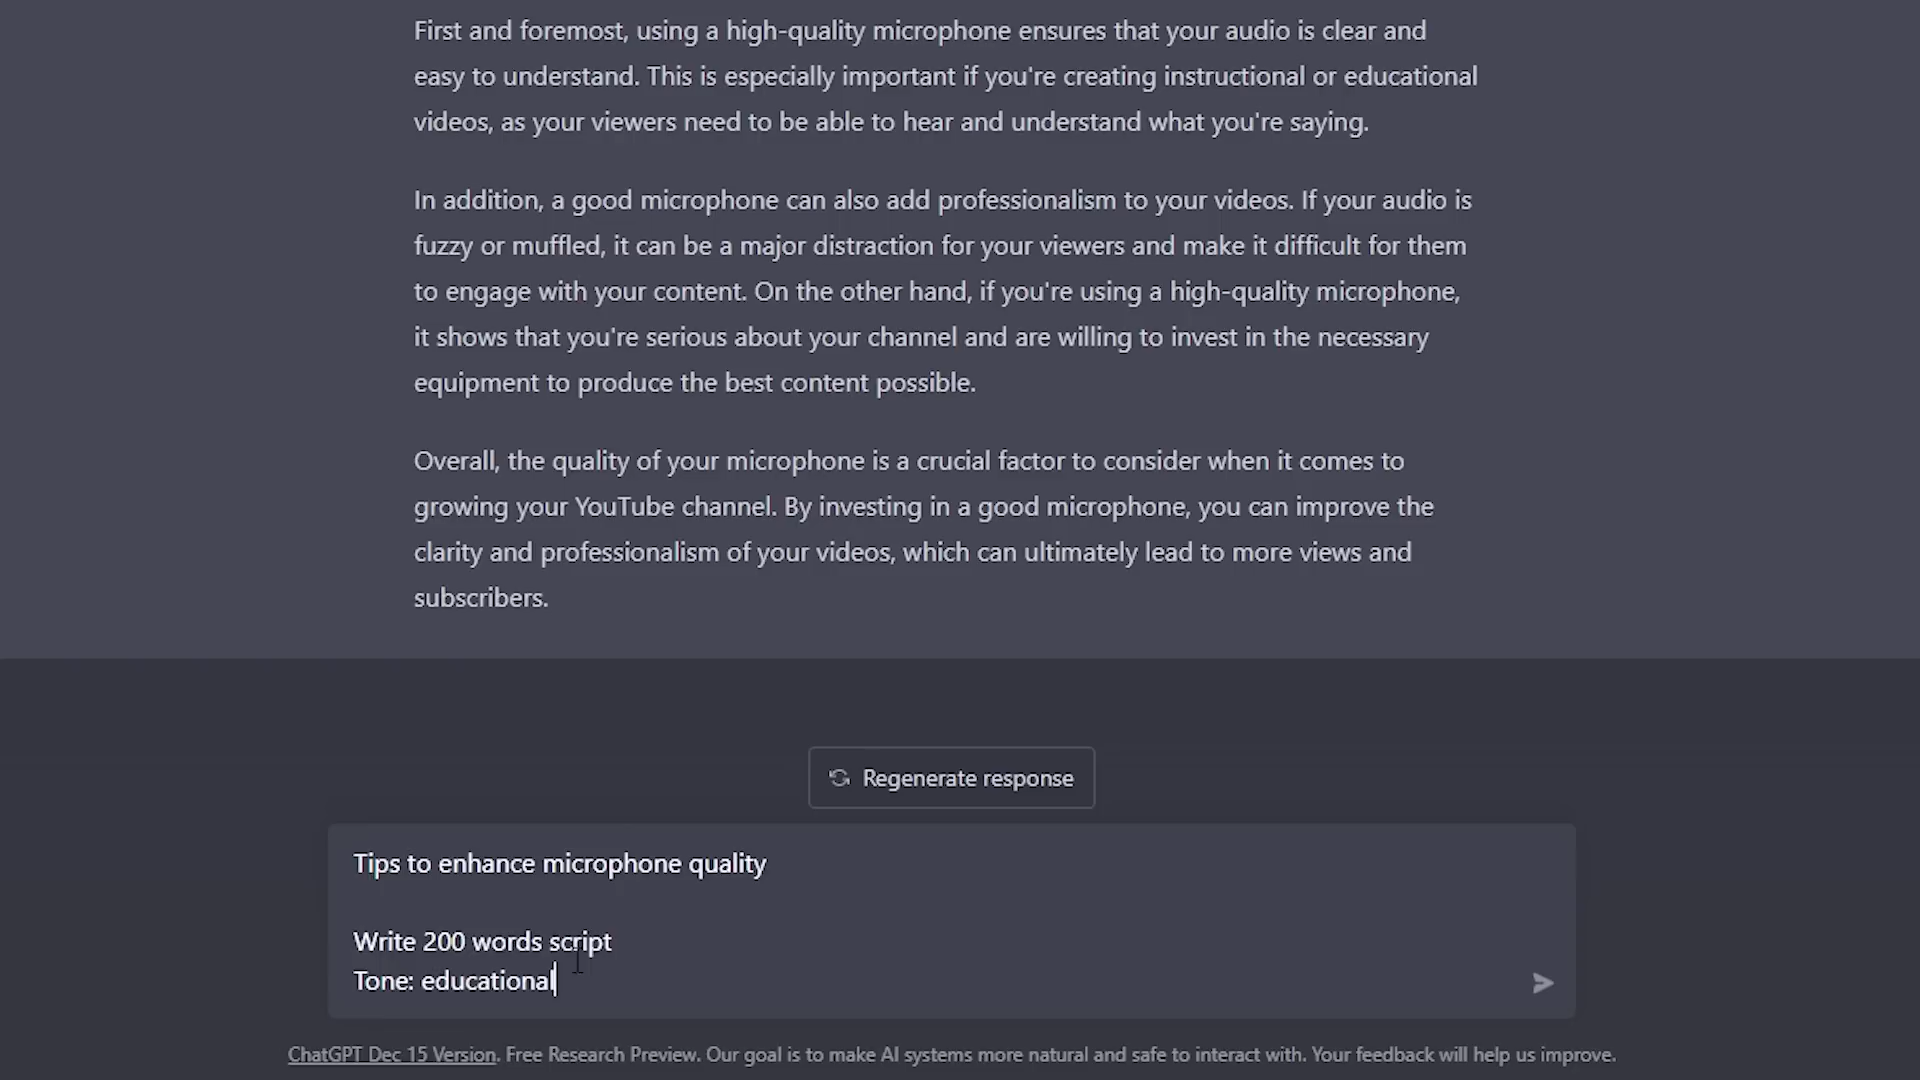 First and foremost, using a high-quality microphone ensures that your audio is clear and
easy to understand. This is especially important if you're creating instructional or educational
videos, as your viewers need to be able to hear and understand what you're saying.
In addition, a good microphone can also add professionalism to your videos. If your audio is
fuzzy or muffled, it can be a major distraction for your viewers and make it difficult for them
to engage with your content. On the other hand, if you're using a high-quality microphone,
it shows that you're serious about your channel and are willing to invest in the necessary
equipment to produce the best content possible.
Overall, the quality of your microphone is a crucial factor to consider when it comes to
growing your YouTube channel. By investing in a good microphone, you can improve the
clarity and professionalism of your videos, which can ultimately lead to more views and
subscribers.
Regenerate response
Tips to enhance microphone quality
Write 200 words script
Tone: educational
ChatGPT Dec 15 Version. Free Research Preview. Our goal is to make AI systems more natural and safe to interact with. Your feedback will help us improve.